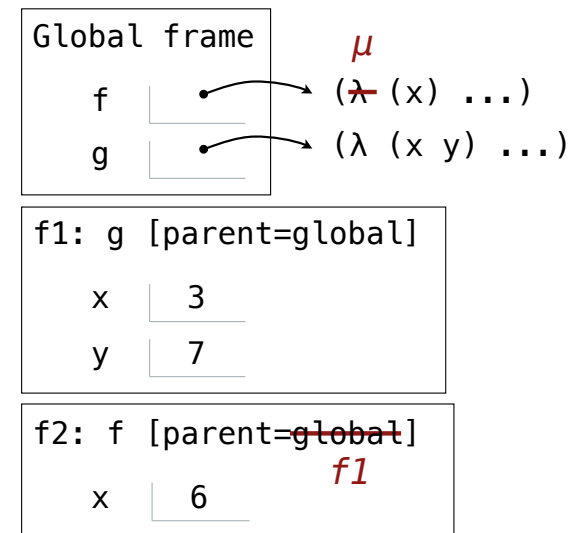 Global frame
μ
f (λ (x) ...)
g (λ (x y) ...)
f1: g [parent=global]
x 3
y 7
f2: f [parent=global]
f1
x 6